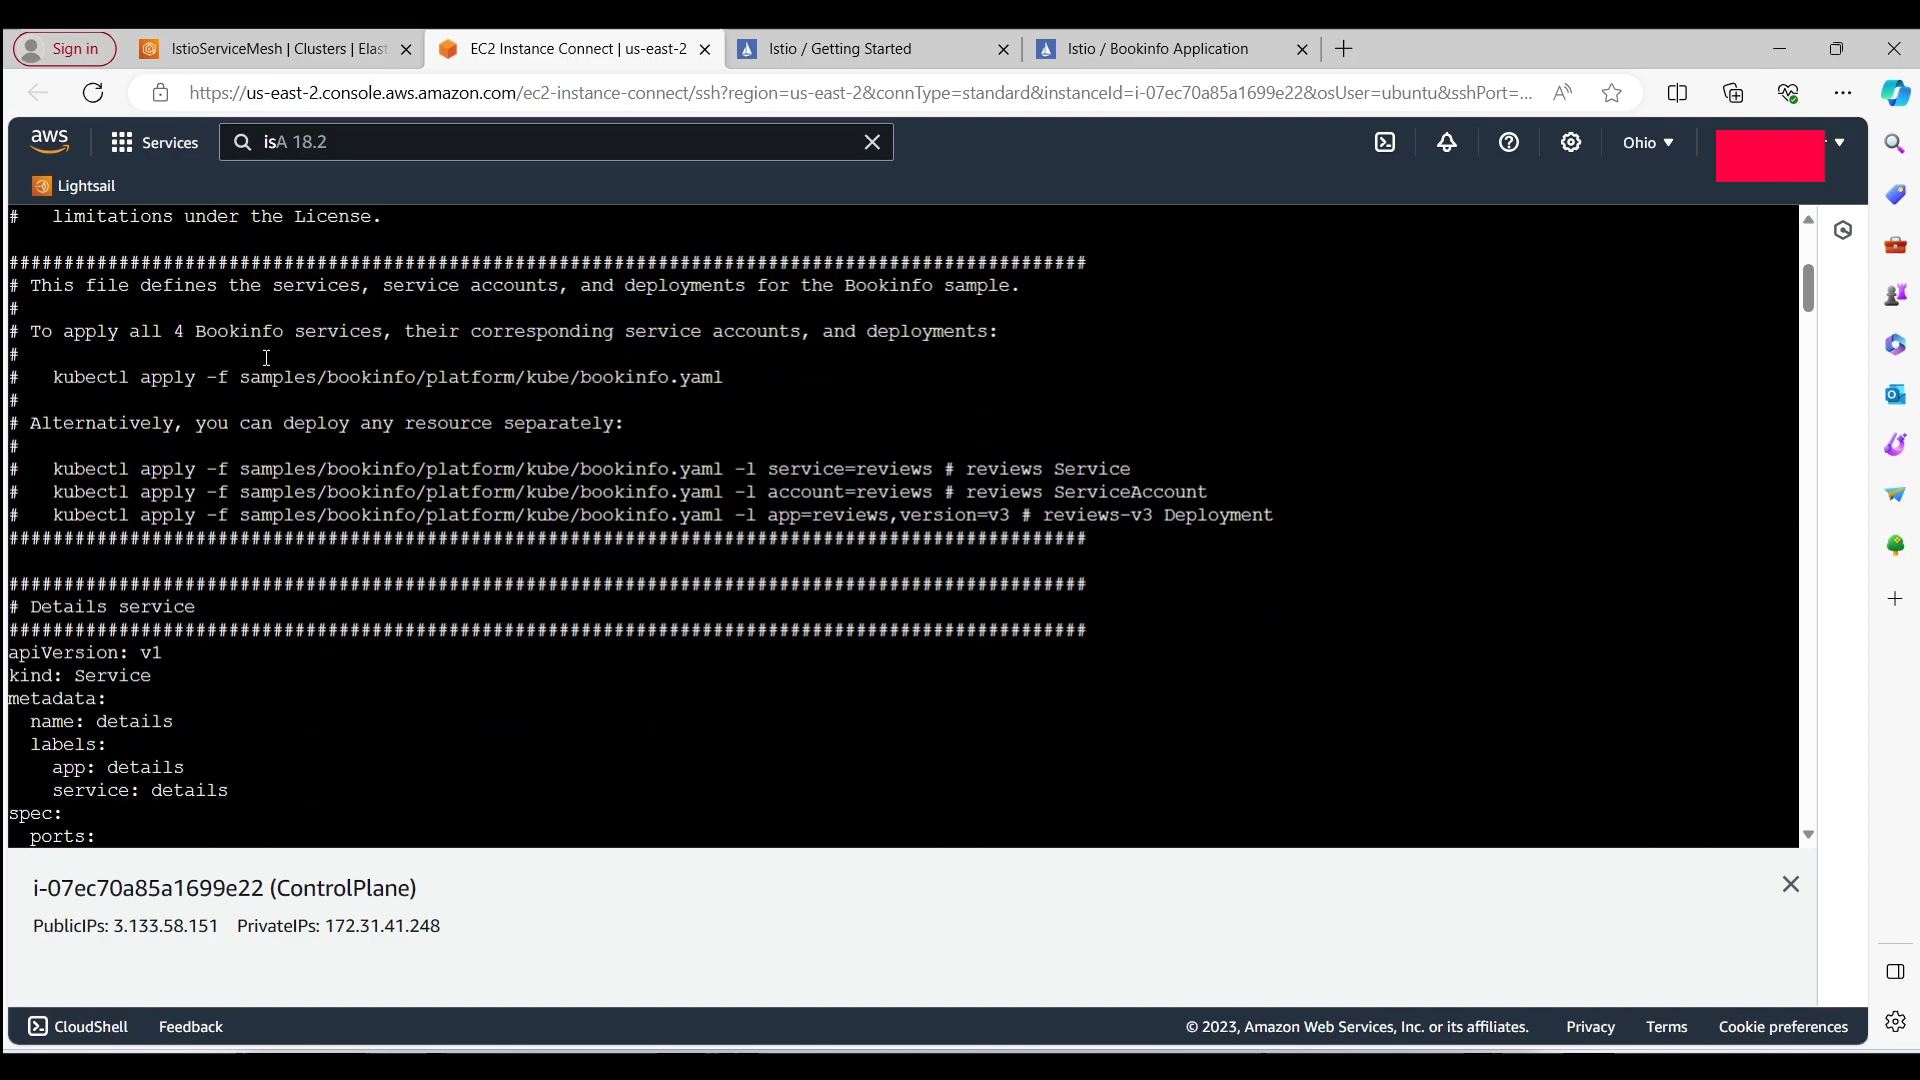 Sign in
IstioServiceMesh | Clusters | Elast
EC2 Instance Connect | us-east-2
Istio / Getting Started
Istio / Bookinfo Application
https://us-east-2.console.aws.amazon.com/ec2-instance-connect/ssh?region=us-east-2&connType=standard&instanceId=i-07ec70a85a1699e22&osUser=ubuntu&sshPort=...
aws
Services
isA 18.2
Ohio
Lightsail
#   limitations under the License.
##################################################################################################
# This file defines the services, service accounts, and deployments for the Bookinfo sample.
#
# To apply all 4 Bookinfo services, their corresponding service accounts, and deployments:
#
#   kubectl apply -f samples/bookinfo/platform/kube/bookinfo.yaml
#
# Alternatively, you can deploy any resource separately:
#
#   kubectl apply -f samples/bookinfo/platform/kube/bookinfo.yaml -l service=reviews # reviews Service
#   kubectl apply -f samples/bookinfo/platform/kube/bookinfo.yaml -l account=reviews # reviews ServiceAccount
#   kubectl apply -f samples/bookinfo/platform/kube/bookinfo.yaml -l app=reviews,version=v3 # reviews-v3 Deployment
##################################################################################################
##################################################################################################
# Details service
##################################################################################################
apiVersion: v1
kind: Service
metadata:
  name: details
  labels:
    app: details
    service: details
spec:
  ports:
i-07ec70a85a1699e22 (ControlPlane)
PublicIPs: 3.133.58.151 PrivateIPs: 172.31.41.248
CloudShell
Feedback
© 2023, Amazon Web Services, Inc. or its affiliates.
Privacy
Terms
Cookie preferences